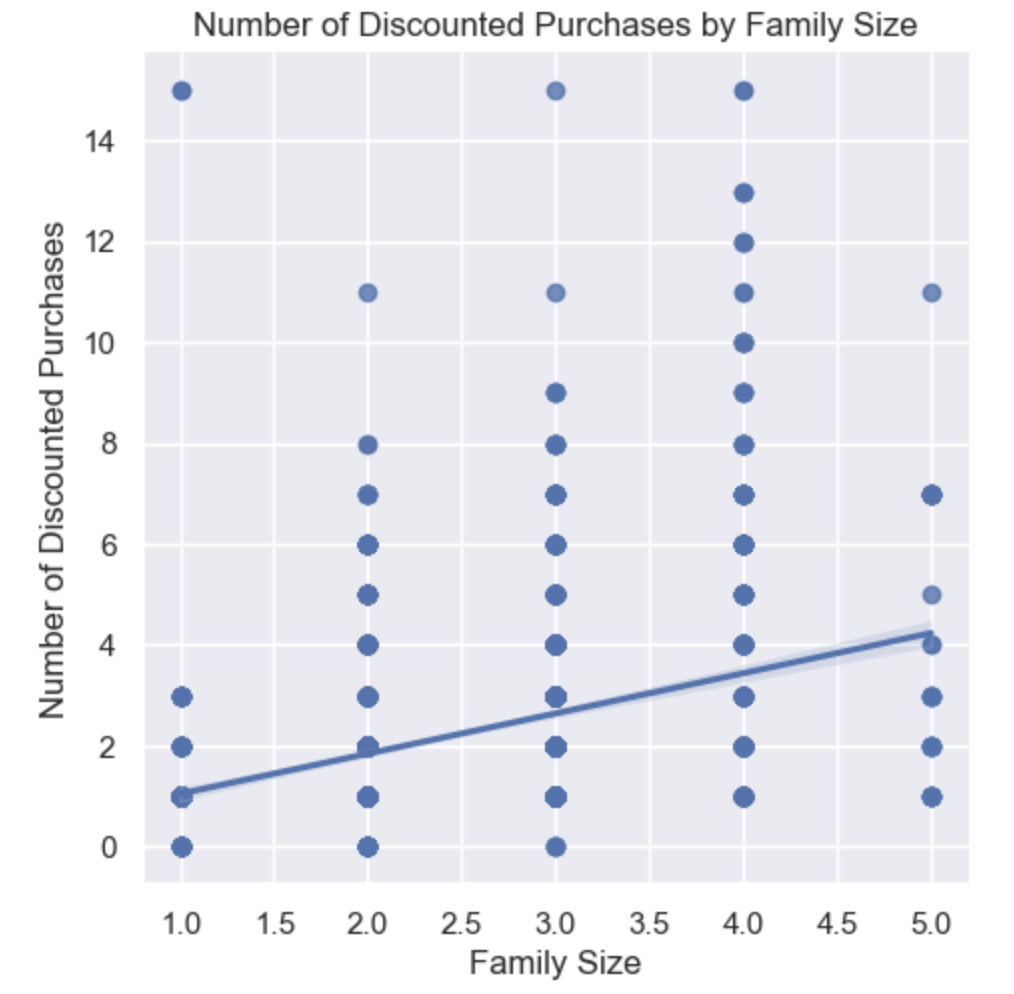 Number of Discounted Purchases by Family Size
Number of Discounted Purchases
14
12
10
8
6
4
2
0
1.0 1.5 2.0 2.5 3.0 3.5 4.0 4.5 5.0
Family Size